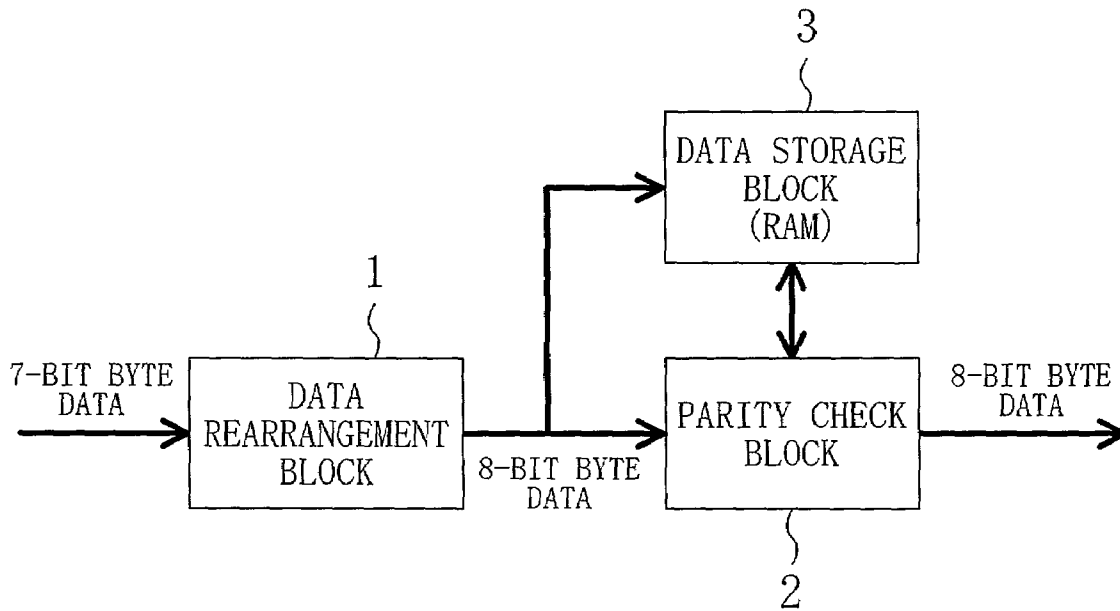 3
DATA STORAGE
BLOCK
(RAM)
1
7-BIT BYTE
DATA
DATA
REARRANGEMENT
BLOCK
8-BIT BYTE
DATA
PARITY CHECK
BLOCK
8-BIT BYTE
DATA
2